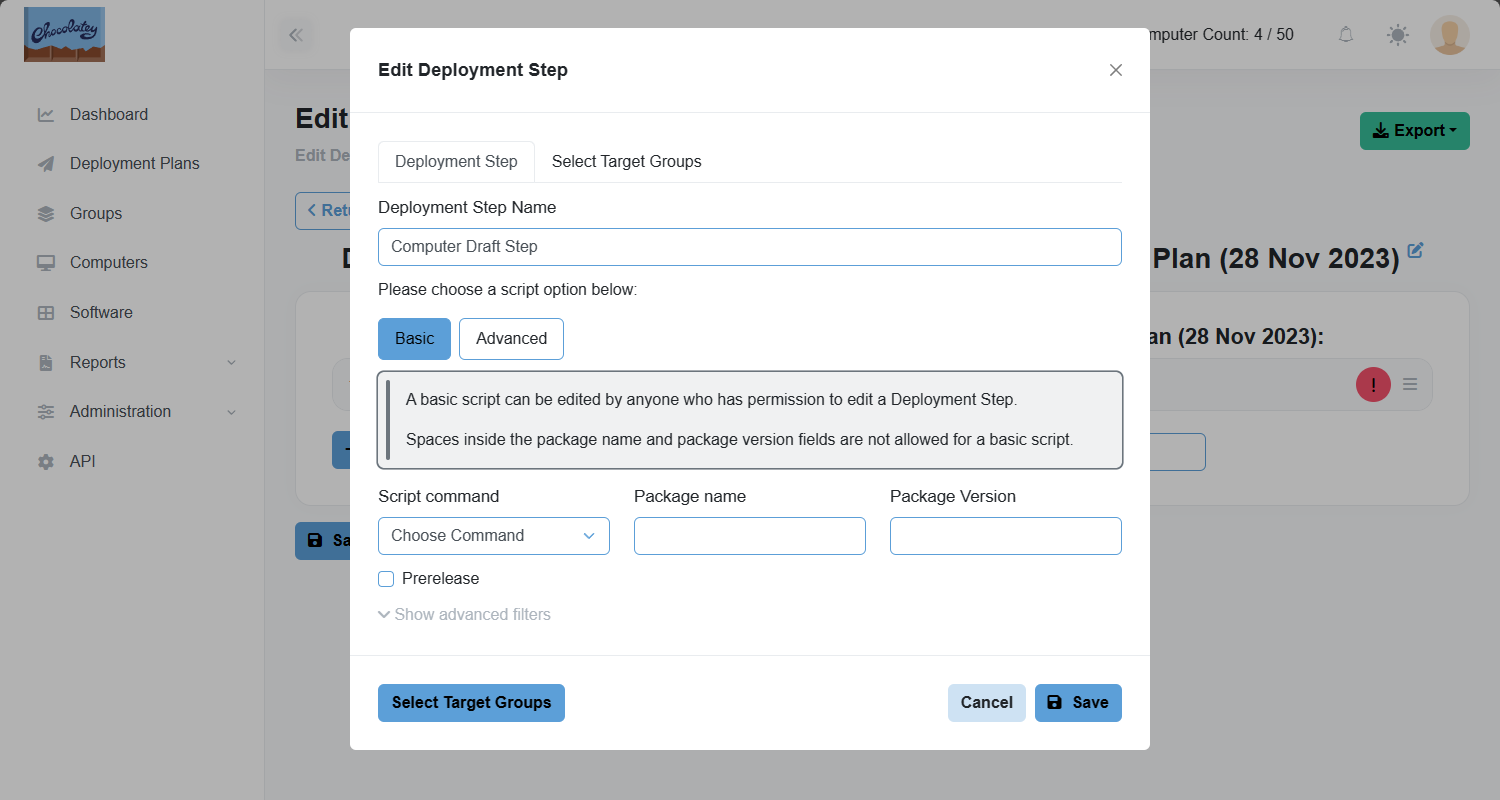 Chocolatey
mputer Count: 4 / 50
Dashboard
Deployment Plans
Groups
Computers
Software
Reports
Administration
API
Edit
Edit De
Export
Retu
Plan (28 Nov 2023)
an (28 Nov 2023):
!
Sa
Edit Deployment Step
Deployment Step
Select Target Groups
Deployment Step Name
Computer Draft Step
Please choose a script option below:
Basic
Advanced
A basic script can be edited by anyone who has permission to edit a Deployment Step.
Spaces inside the package name and package version fields are not allowed for a basic script.
Script command Package name Package Version
Choose Command
Prerelease
Show advanced filters
Select Target Groups
Cancel
Save